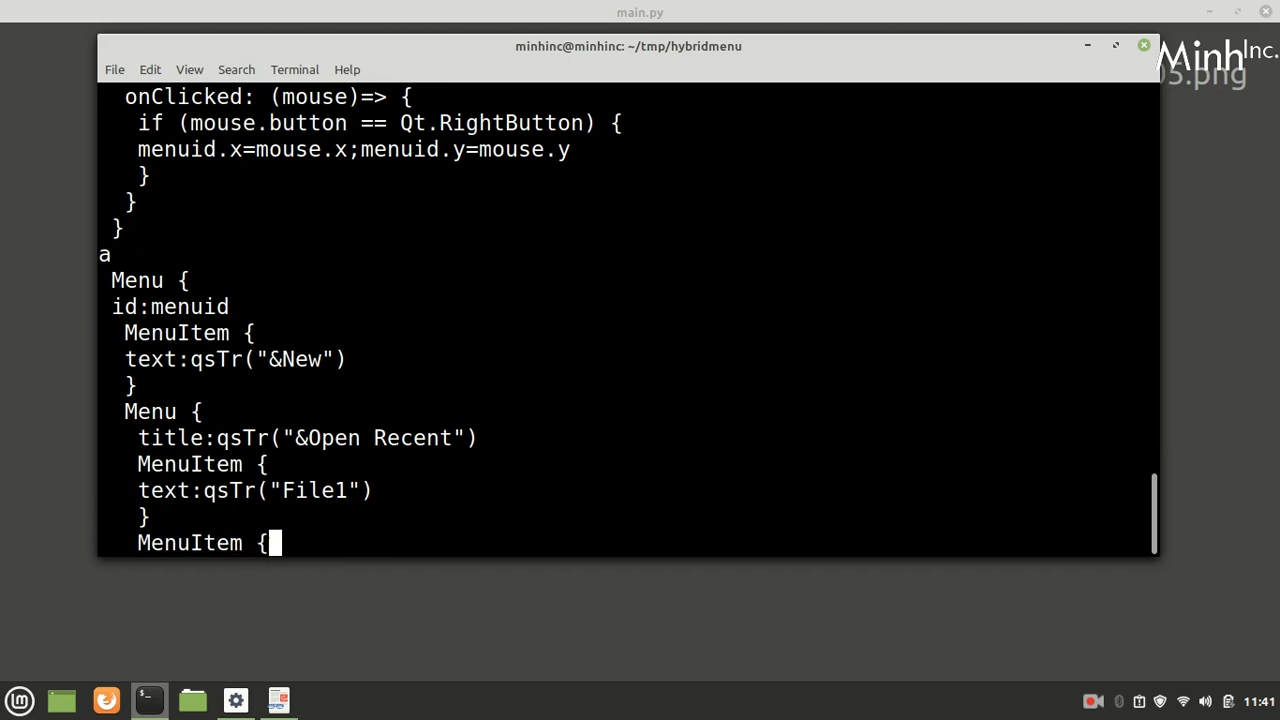 main.py
minhinc@minhinc: ~/tmp/hybridmenu
MinhInc.
05.png
File Edit View Search Terminal Help
onClicked: (mouse)=> {
if (mouse.button == Qt.RightButton) {
menuid.x=mouse.x;menuid.y=mouse.y
}
}
}
a
Menu {
id:menuid
MenuItem {
text:qsTr("&New")
}
Menu {
title:qsTr("&Open Recent")
MenuItem {
text:qsTr("File1")
}
MenuItem {
11:41